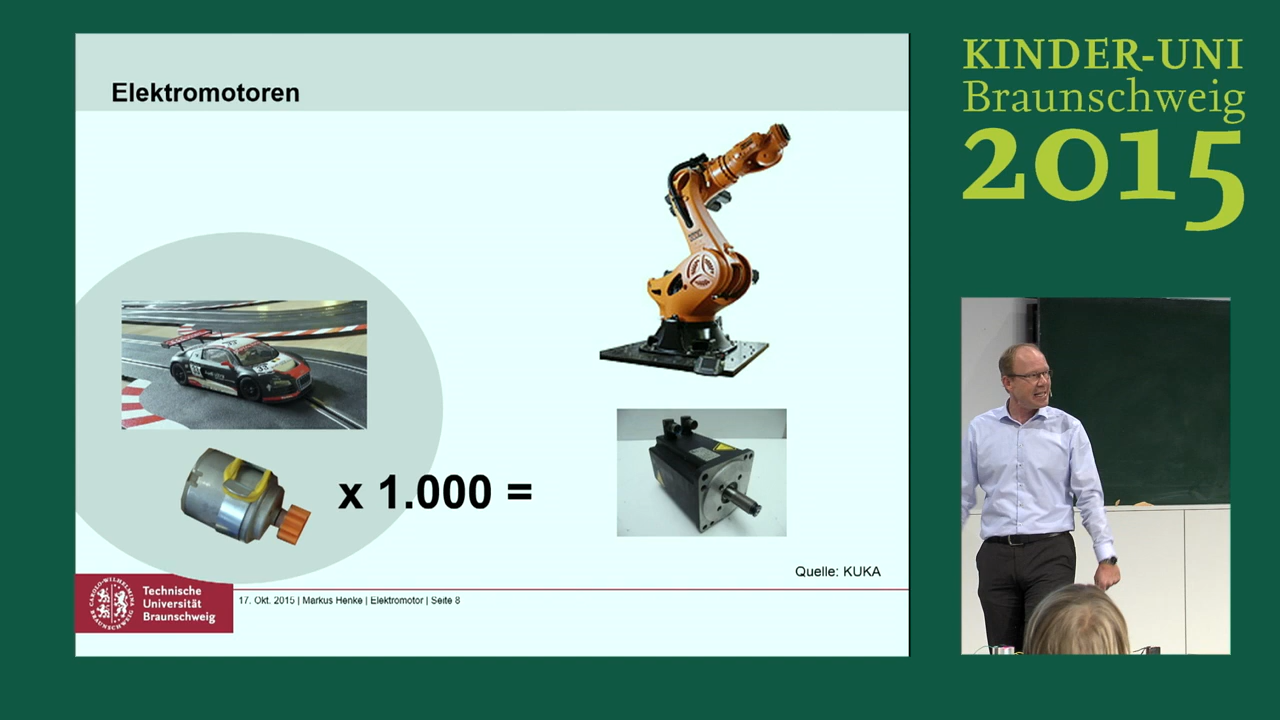 Elektromotoren
x 1.000 =
Quelle: KUKA
Technische
Universität
Braunschweig
17. Okt. 2015 | Markus Henke | Elektromotor | Seite 8
KINDER-UNI
Braunschweig
2015